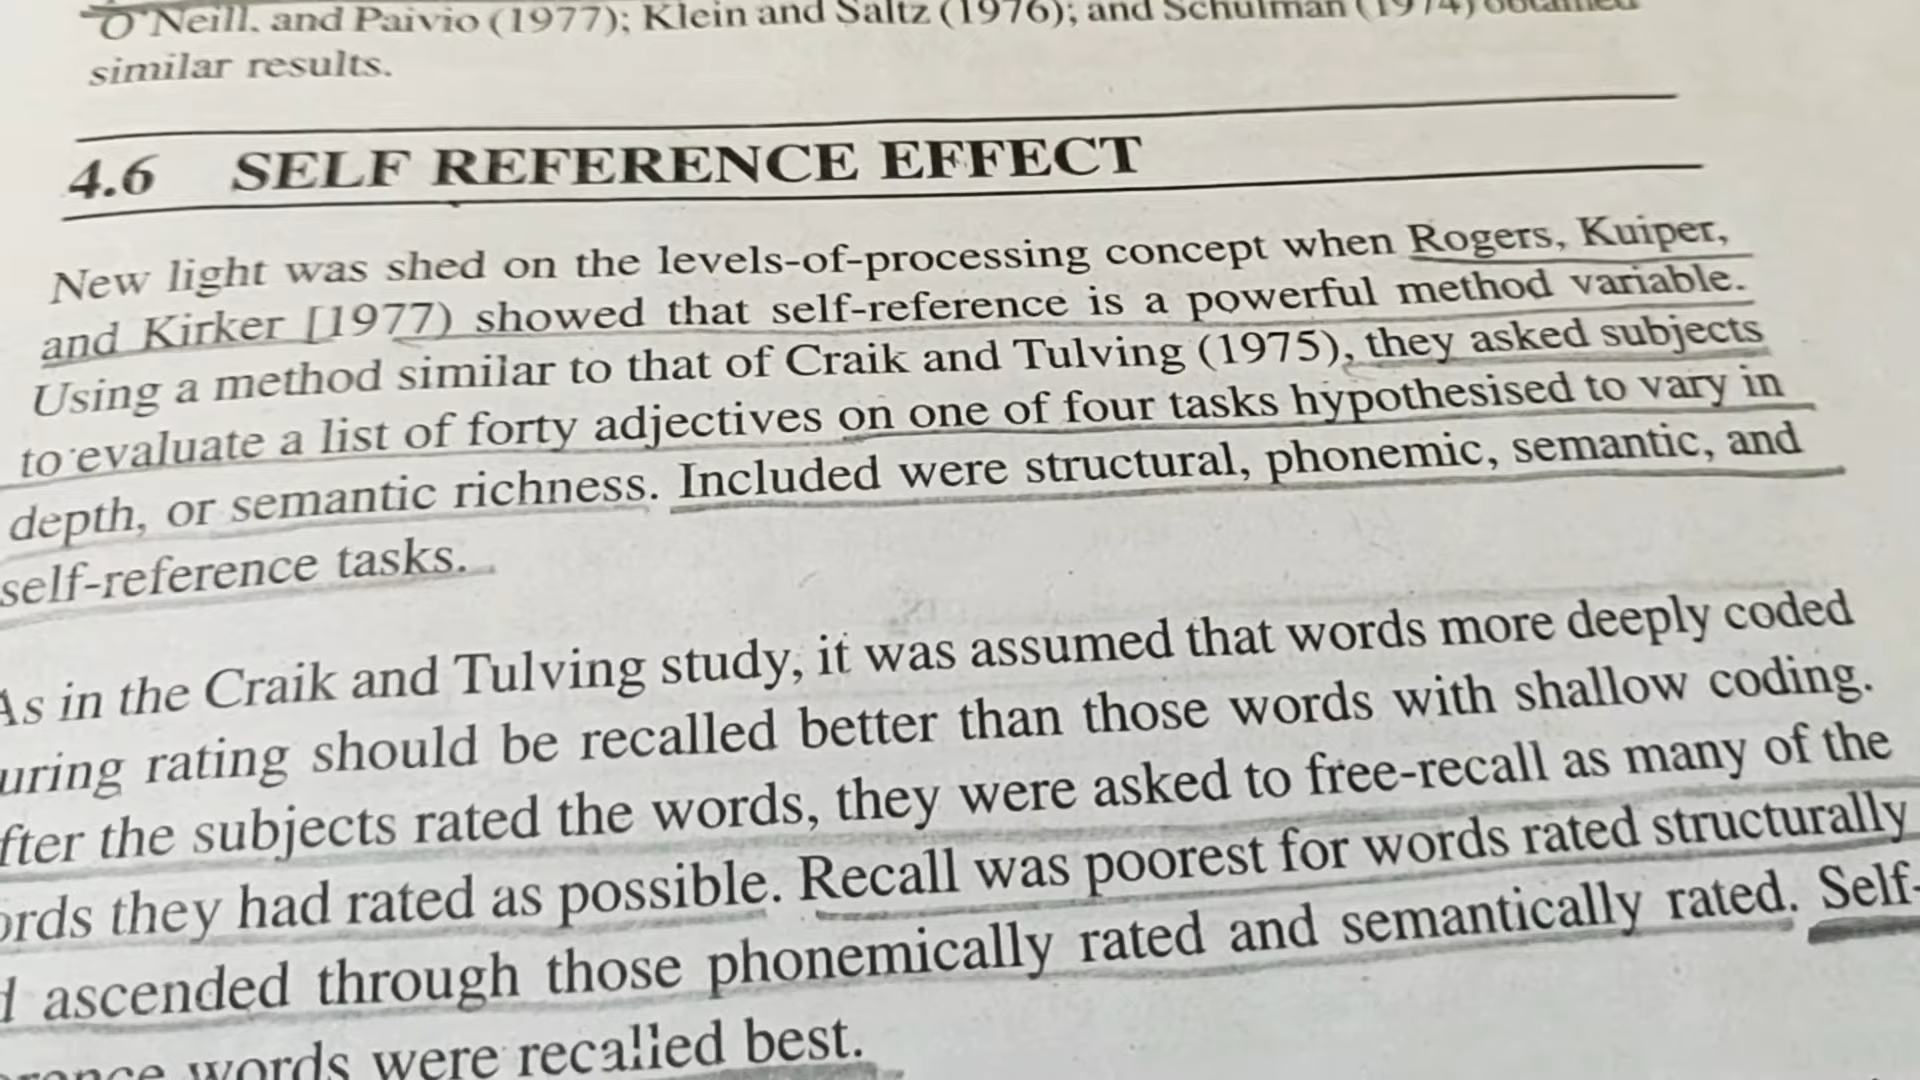 O'Neill, and Paivio (1977); Klein and Saltz (1976); and Schulman (1974) obtained
similar results.
4.6 SELF REFERENCE EFFECT
New light was shed on the levels-of-processing concept when Rogers, Kuiper,
and Kirker [1977) showed that self-reference is a powerful method variable.
Using a method similar to that of Craik and Tulving (1975), they asked subjects
to evaluate a list of forty adjectives on one of four tasks hypothesised to vary in
depth, or semantic richness. Included were structural, phonemic, semantic, and
self-reference tasks.
As in the Craik and Tulving study, it was assumed that words more deeply coded
uring rating should be recalled better than those words with shallow coding.
fter the subjects rated the words, they were asked to free-recall as many of the
ords they had rated as possible. Recall was poorest for words rated structurally
d ascended through those phonemically rated and semantically rated. Self-
erence words were recalled best.